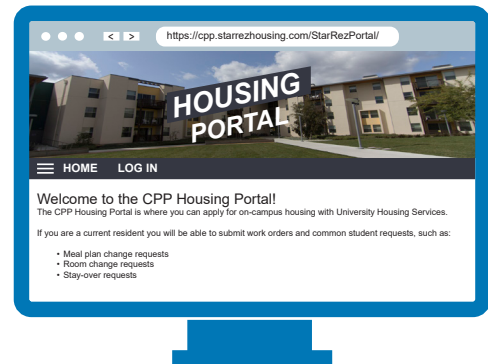 < >
https://cpp.starrezhousing.com/StarRezPortal/
HOUSING
PORTAL
HOME LOG IN
Welcome to the CPP Housing Portal!
The CPP Housing Portal is where you can apply for on-campus housing with University Housing Services.
If you are a current resident you will be able to submit work orders and common student requests, such as:
• Meal plan change requests
• Room change requests
• Stay-over requests